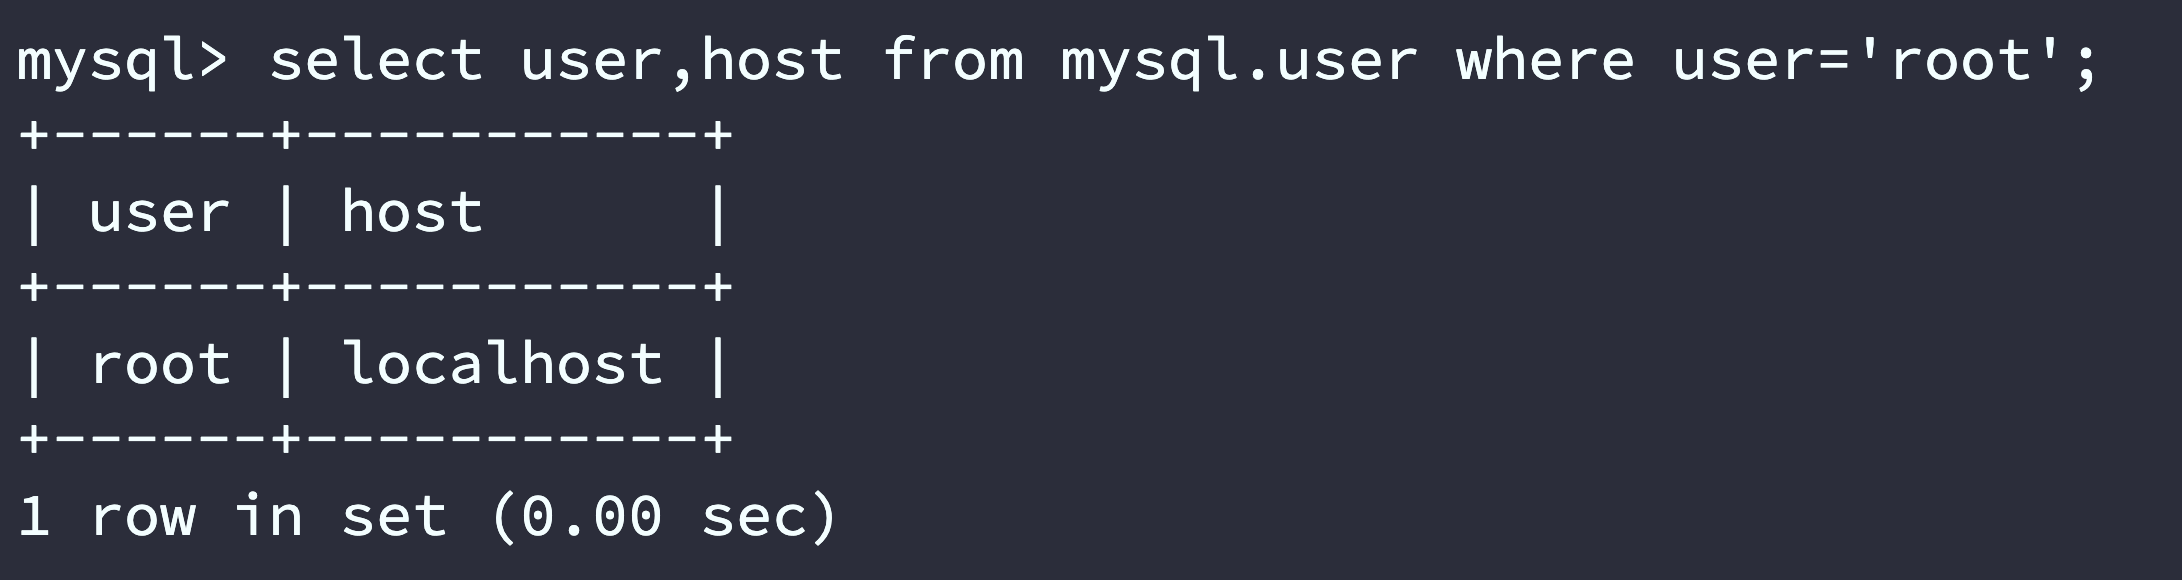 mysql> select user,host from mysql.user where user='root';
+------+-----------+
| user | host      |
+------+-----------+
| root | localhost |
+------+-----------+
1 row in set (0.00 sec)